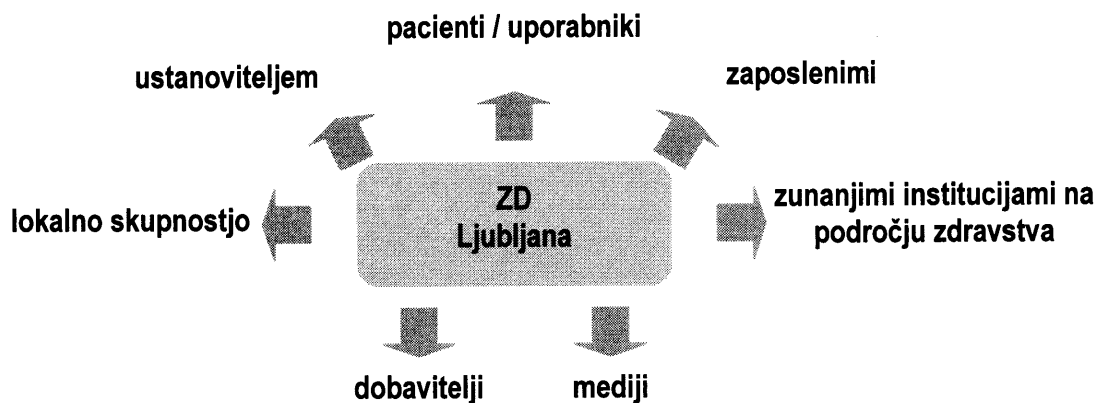 pacienti / uporabniki
ustanoviteljem
zaposlenimi
ZD
Ljubljana
lokalno skupnostjo
zunanjimi institucijami na
področju zdravstva
dobavitelji
mediji